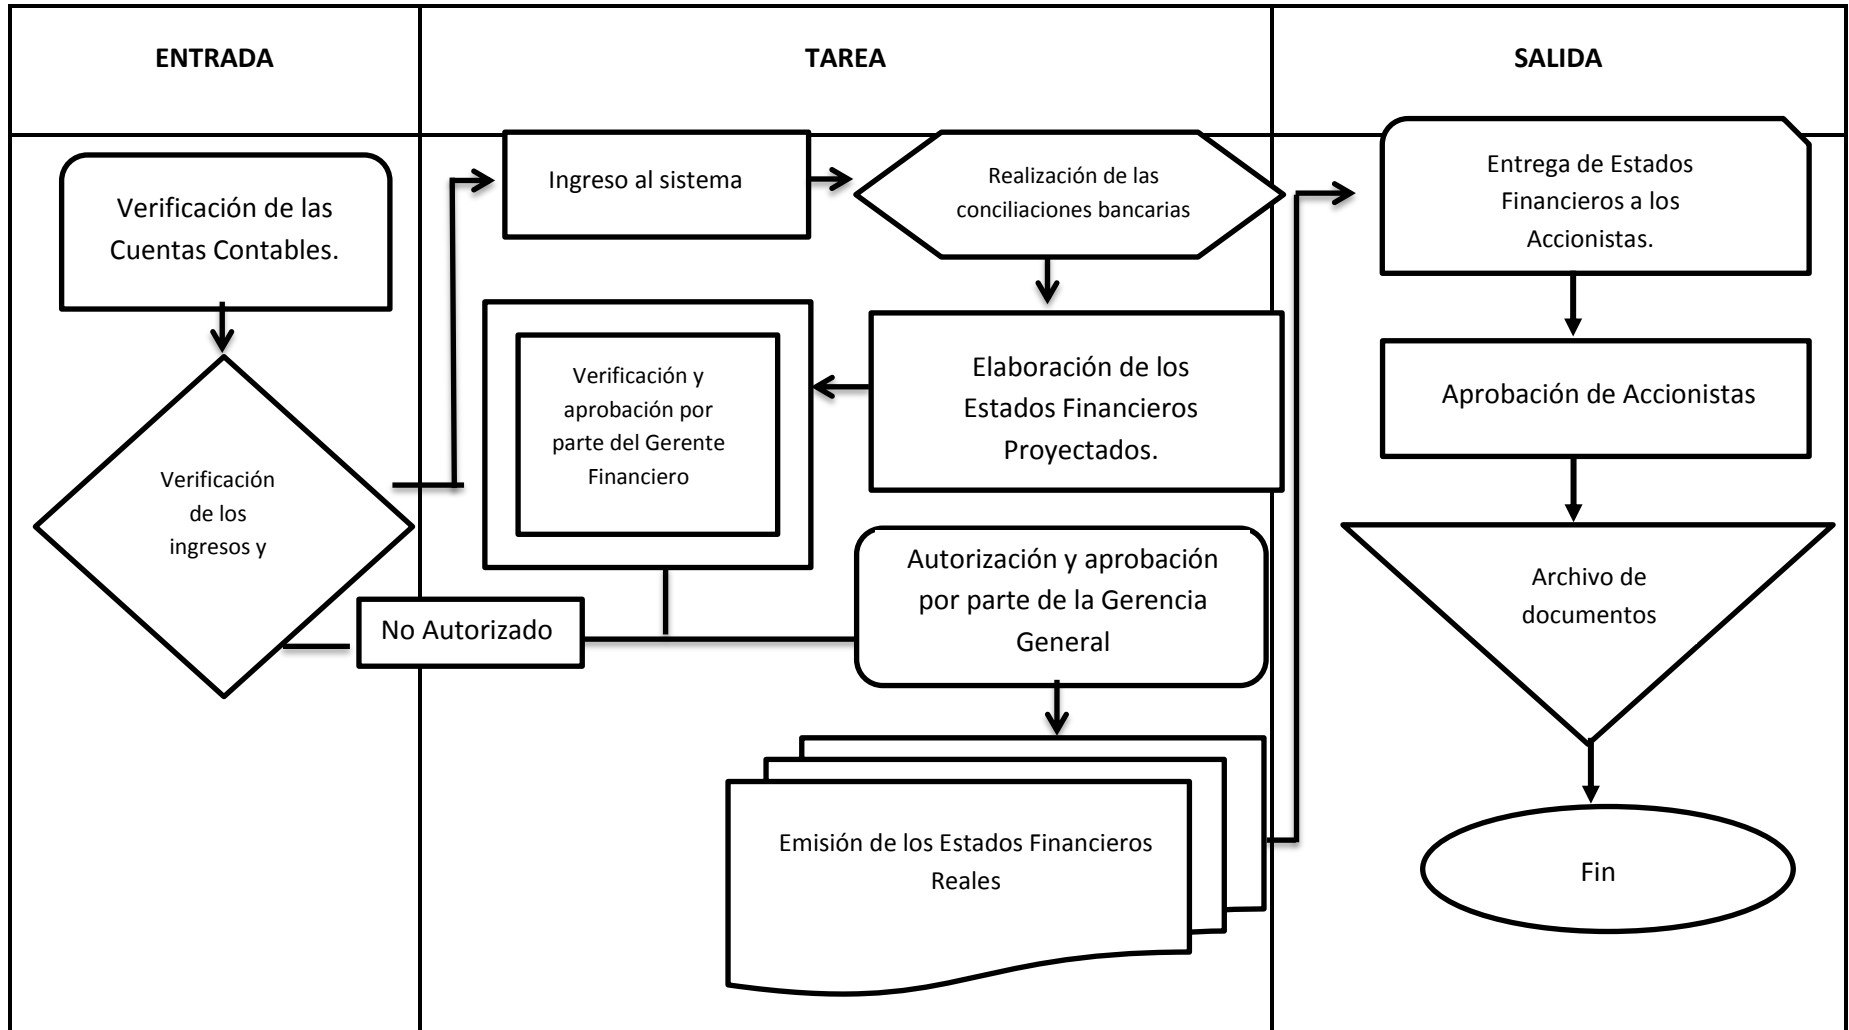 ENTRADA
TAREA
SALIDA
Verificación de las
Cuentas Contables.
Verificación
de los
ingresos y
Ingreso al sistema
Realización de las
conciliaciones bancarias
Elaboración de los
Estados Financieros
Proyectados.
Verificación y
aprobación por
parte del Gerente
Financiero
No Autorizado
Autorización y aprobación
por parte de la Gerencia
General
Emisión de los Estados Financieros
Reales
Entrega de Estados
Financieros a los
Accionistas.
Aprobación de Accionistas
Archivo de
documentos
Fin